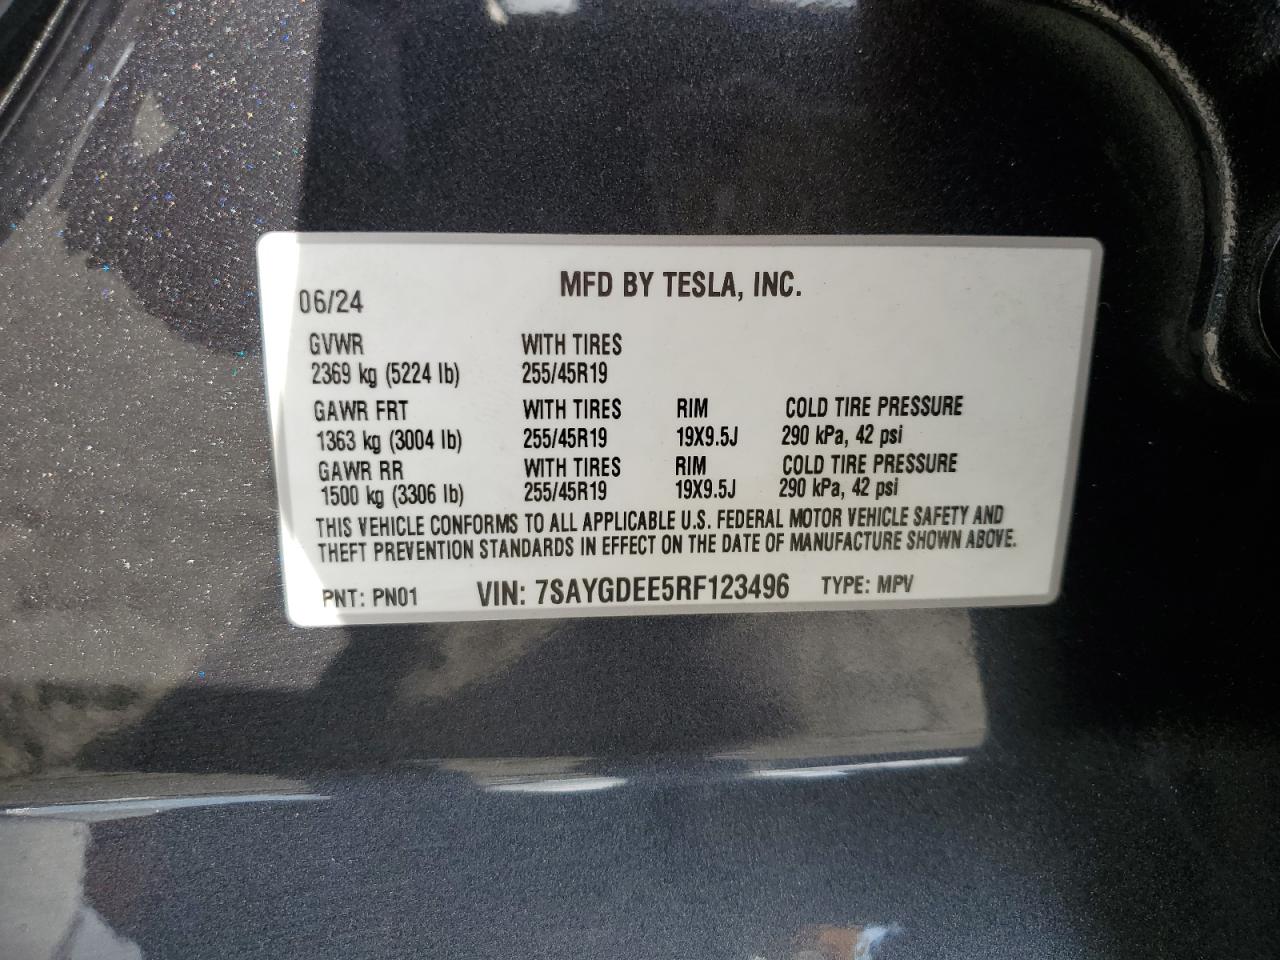 MFD BY TESLA, INC.
06/24
GVWR WITH TIRES
2369 kg (5224 lb) 255/45R19
GAWR FRT WITH TIRES RIM COLD TIRE PRESSURE
1363 kg (3004 lb) 255/45R19 19X9.5J 290 kPa, 42 psi
GAWR RR WITH TIRES RIM COLD TIRE PRESSURE
1500 kg (3306 lb) 255/45R19 19X9.5J 290 kPa, 42 psi
THIS VEHICLE CONFORMS TO ALL APPLICABLE U.S. FEDERAL MOTOR VEHICLE SAFETY AND
THEFT PREVENTION STANDARDS IN EFFECT ON THE DATE OF MANUFACTURE SHOWN ABOVE.
PNT: PN01 VIN: 7SAYGDEE5RF123496 TYPE: MPV